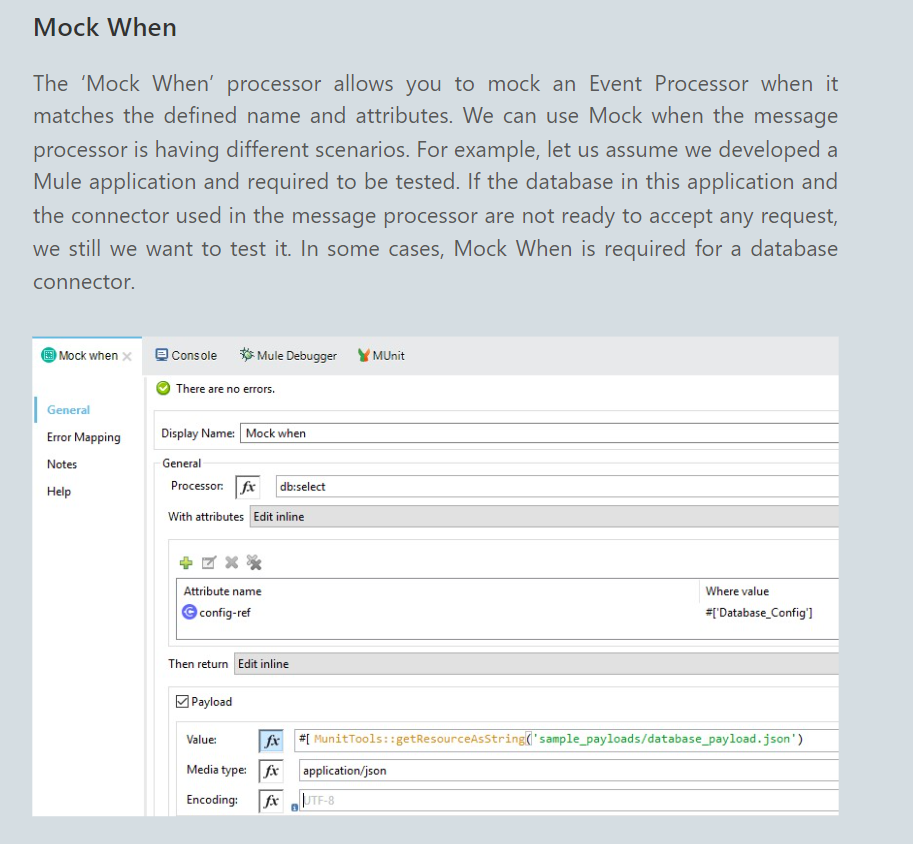 Mock When
The ‘Mock When’ processor allows you to mock an Event Processor when it
matches the defined name and attributes. We can use Mock when the message
processor is having different scenarios. For example, let us assume we developed a
Mule application and required to be tested. If the database in this application and
the connector used in the message processor are not ready to accept any request,
we still we want to test it. In some cases, Mock When is required for a database
connector.
Mock when Console Mule Debugger MUnit
There are no errors.
General
Error Mapping
Notes
Help
Display Name: Mock when
General
Processor: fx db:select
With attributes Edit inline
Attribute name Where value
config-ref #['Database_Config']
Then return Edit inline
Payload
Value: fx #[ MunitTools::getResourceAsString('sample_payloads/database_payload.json')
Media type: fx application/json
Encoding: fx UTF-8